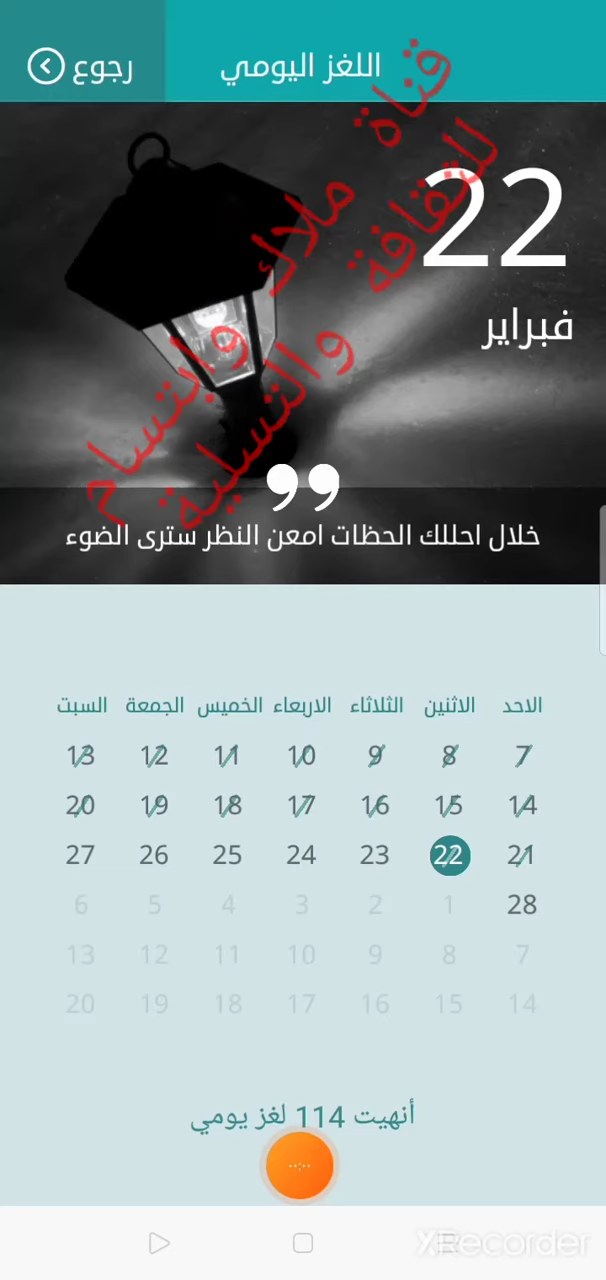 رجوع
اللغز اليومي
قناة ملاك وابتسام
للثقافة والتسلية
22
فبراير
خلال احللك الحظات امعن النظر سترى الضوء
الاحد الاثنين الثلاثاء الاربعاء الخميس الجمعة السبت
7 8 9 10 11 12 13
14 15 16 17 18 19 20
21 22 23 24 25 26 27
28 1 2 3 4 5 6
7 8 9 10 11 12 13
14 15 16 17 18 19 20
أنهيت 114 لغز يومي
XRecorder